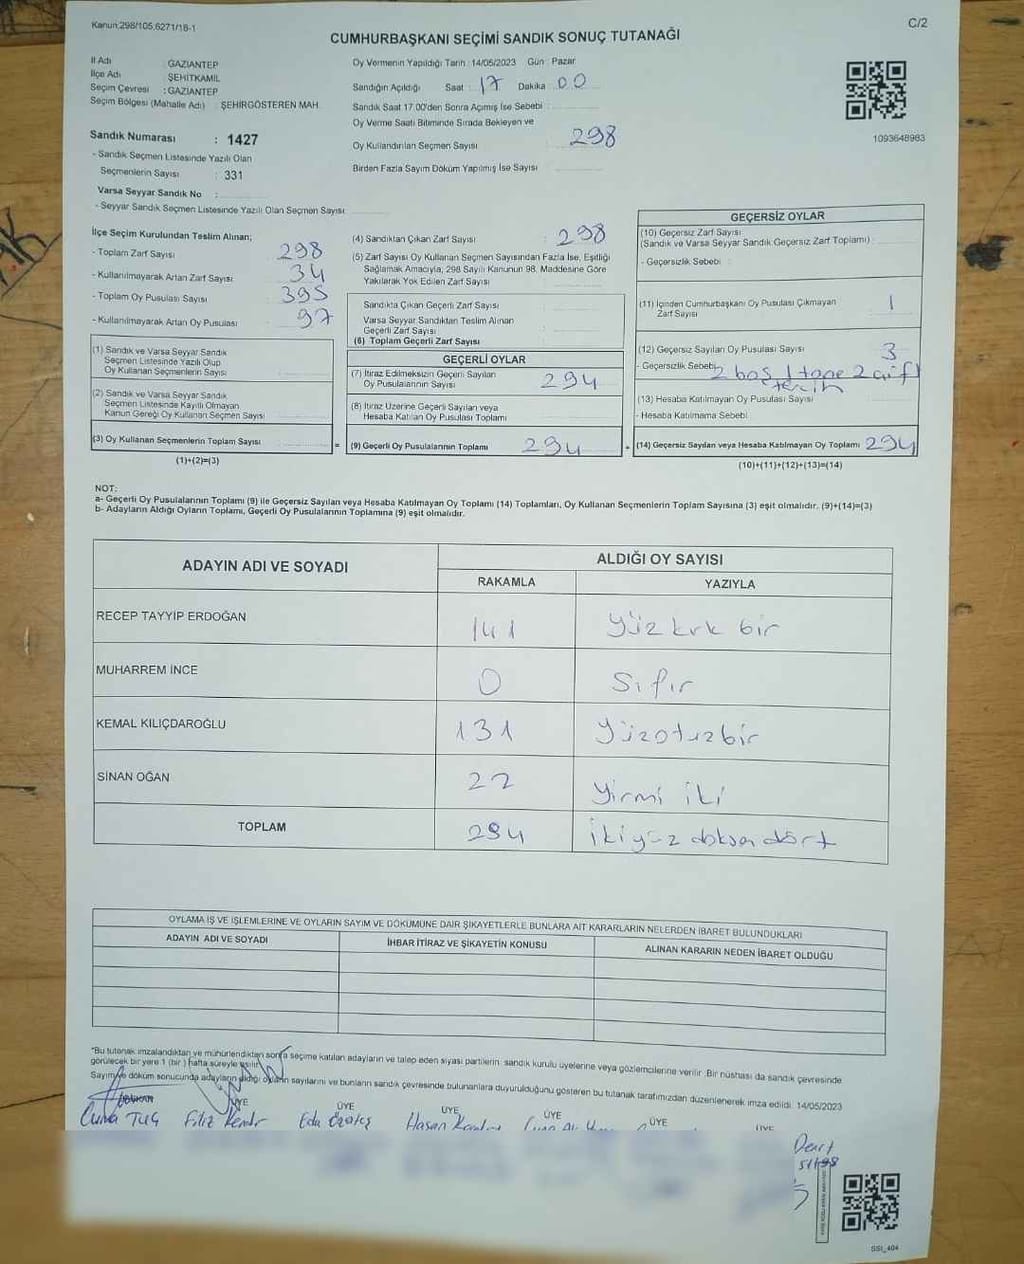 Kanun:298/105,6271/18-1
C/2
CUMHURBAŞKANI SEÇİMİ SANDIK SONUÇ TUTANAĞI
İl Adı : GAZİANTEP
İlçe Adı : ŞEHİTKAMİL
Seçim Çevresi : GAZİANTEP
Seçim Bölgesi (Mahalle Adı) : ŞEHİRGÖSTEREN MAH.
Sandık Numarası : 1427
- Sandık Seçmen Listesinde Yazılı Olan
Seçmenlerin Sayısı : 331
Varsa Seyyar Sandık No :
- Seyyar Sandık Seçmen Listesinde Yazılı Olan Seçmen Sayısı
Oy Vermenin Yapıldığı Tarih : 14/05/2023 Gün : Pazar
Sandığın Açıldığı Saat : 17 Dakika : 00
Sandık Saat 17.00'den Sonra Açımış İse Sebebi :
Oy Verme Saati Bitiminde Sırada Bekleyen ve
Oy Kullandırılan Seçmen Sayısı : 298
Birden Fazla Sayım Döküm Yapılmış İse Sayısı :
1093648983
İlçe Seçim Kurulundan Teslim Alınan;
- Toplam Zarf Sayısı : 298
- Kullanılmayarak Artan Zarf Sayısı : 34
- Toplam Oy Pusulası Sayısı : 395
- Kullanılmayarak Artan Oy Pusulası : 97
(1) Sandık ve Varsa Seyyar Sandık
Seçmen Listesinde Yazılı Olup
Oy Kullanan Seçmenlerin Sayısı :
(2) Sandık ve Varsa Seyyar Sandık
Seçmen Listesinde Kayıtlı Olmayan
Kanun Gereği Oy Kullanan Seçmen Sayısı :
(3) Oy Kullanan Seçmenlerin Toplam Sayısı :
(1)+(2)=(3)
(4) Sandıktan Çıkan Zarf Sayısı : 298
(5) Zarf Sayısı Oy Kullanan Seçmen Sayısından Fazla İse, Eşitliği
Sağlamak Amacıyla; 298 Sayılı Kanunun 98. Maddesine Göre
Yakılarak Yok Edilen Zarf Sayısı :
Sandıkta Çıkan Geçerli Zarf Sayısı :
Varsa Seyyar Sandıktan Teslim Alınan
Geçerli Zarf Sayısı :
(6) Toplam Geçerli Zarf Sayısı :
GEÇERLİ OYLAR
(7) İtiraz Edilmeksizin Geçerli Sayılan
Oy Pusulalarının Sayısı : 294
(8) İtiraz Üzerine Geçerli Sayılan veya
Hesaba Katılan Oy Pusulası Toplamı :
= (9) Geçerli Oy Pusulalarının Toplamı : 294
GEÇERSİZ OYLAR
(10) Geçersiz Zarf Sayısı
(Sandık ve Varsa Seyyar Sandık Geçersiz Zarf Toplamı) :
- Geçersizlik Sebebi :
(11) İçinden Cumhurbaşkanı Oy Pusulası Çıkmayan
Zarf Sayısı : 1
(12) Geçersiz Sayılan Oy Pusulası Sayısı : 3
- Geçersizlik Sebebi : 2 boş 1 tane
tercih
(13) Hesaba Katılmayan Oy Pusulası Sayısı :
- Hesaba Katılmama Sebebi :
+ (14) Geçersiz Sayılan veya Hesaba Katılmayan Oy Toplamı : 294
(10)+(11)+(12)+(13)=(14)
NOT:
a- Geçerli Oy Pusulalarının Toplamı (9) ile Geçersiz Sayılan veya Hesaba Katılmayan Oy Toplamı (14) Toplamları, Oy Kullanan Seçmenlerin Toplam Sayısına (3) eşit olmalıdır. (9)+(14)=(3)
b- Adayların Aldığı Oyların Toplamı, Geçerli Oy Pusulalarının Toplamına (9) eşit olmalıdır.
ADAYIN ADI VE SOYADI ALDIĞI OY SAYISI
RAKAMLA YAZIYLA
RECEP TAYYİP ERDOĞAN 141 Yüz kırk bir
MUHARREM İNCE 0 Sıfır
KEMAL KILIÇDAROĞLU 131 Yüzotuzbir
SİNAN OĞAN 22 Yirmi iki
TOPLAM 294 İkiyüz doksan dört
OYLAMA İŞ VE İŞLEMLERİNE VE OYLARIN SAYIM VE DÖKÜMÜNE DAİR ŞİKAYETLERLE BUNLARA AİT KARARLARIN NELERDEN İBARET BULUNDUKLARI
ADAYIN ADI VE SOYADI İHBAR İTİRAZ VE ŞİKAYETİN KONUSU ALINAN KARARIN NEDEN İBARET OLDUĞU
*Bu tutanak imzalandıktan ve mühürlendikten sonra seçime katılan adayların ve talep eden siyasi partilerin sandık kurulu üyelerine veya gözlemcilerine verilir. Bir nüshası da sandık çevresinde
görülecek bir yere 1 (bir ) hafta süreyle asılır.
Sayım ve döküm sonucunda adayların aldığı oyların sayılarını ve bunların sandık çevresinde bulunanlara duyurulduğunu gösteren bu tutanak tarafımızdan düzenlenerek imza edildi. 14/05/2023
BAŞKAN ÜYE ÜYE ÜYE ÜYE ÜYE ÜYE
Cuma TUĞ Filiz Eda Hasan
SSI_404